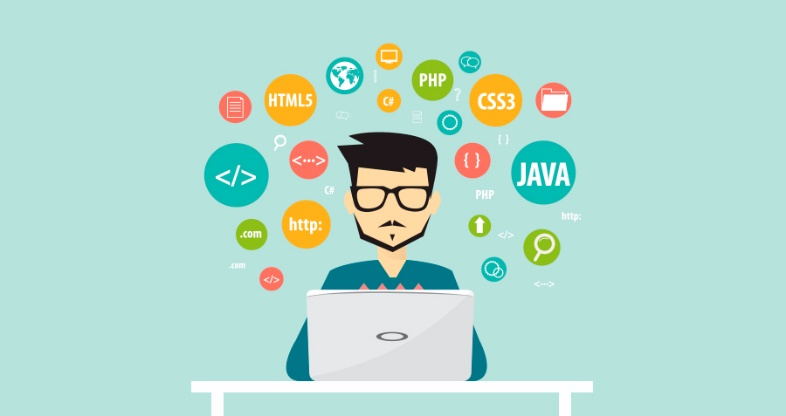 PHP
HTML5
C#
CSS3
< ··· >
{ }
( )
?
</>
JAVA
C#
PHP
http:
http:
.com
</>
.com
</>
< ··· >